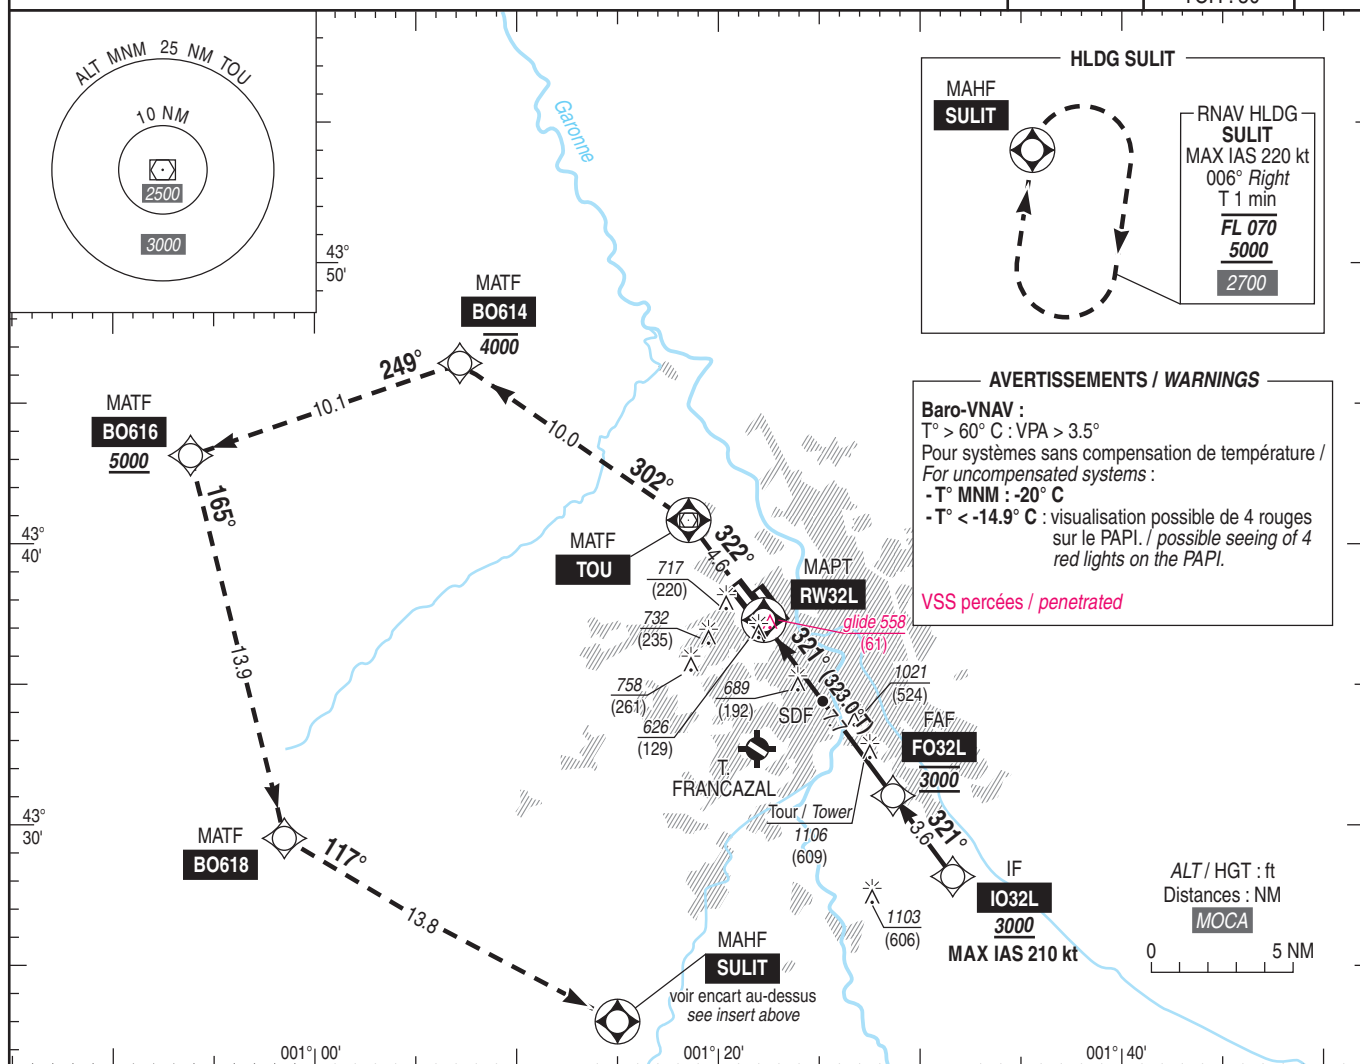 ALT MNM 25 NM TOU
10 NM
2500
3000
43°
50'
Garonne
HLDG SULIT
MAHF
SULIT
RNAV HLDG
SULIT
MAX IAS 220 kt
006° Right
T 1 min
FL 070
5000
2700
MATF
BO614
4000
249°
10.1
MATF
BO616
5000
10.0
302°
165°
AVERTISSEMENTS / WARNINGS
Baro-VNAV :
T° > 60° C : VPA > 3.5°
Pour systèmes sans compensation de température /
For uncompensated systems :
- T° MNM : -20° C
- T° < -14.9° C : visualisation possible de 4 rouges
sur le PAPI. / possible seeing of 4
red lights on the PAPI.
VSS percées / penetrated
43°
40'
MATF
TOU
322°
4.6
717
(220)
MAPT
RW32L
732
(235)
glide 558
(61)
321° (323.0°T)
7.7
758
(261)
689
(192)
1021
(524)
626
(129)
SDF
FAF
FO32L
3000
13.9
T.
FRANCAZAL
Tour / Tower
1106
(609)
43°
30'
MATF
BO618
117°
13.8
321°
3.6
IF
IO32L
3000
MAX IAS 210 kt
1103
(606)
ALT / HGT : ft
Distances : NM
MOCA
0 5 NM
MAHF
SULIT
voir encart au-dessus
see insert above
001° 00'
001° 20'
001° 40'